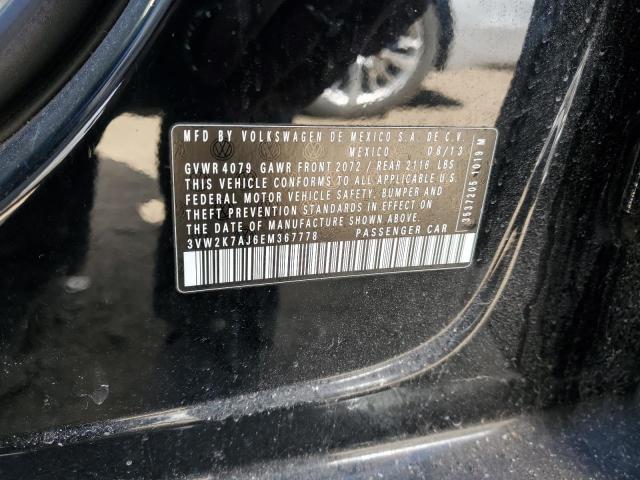 MFD BY VOLKSWAGEN DE MEXICO S.A. DE C.V.
MEXICO 08/13
GVWR 4079 GAWR FRONT 2072 / REAR 2116 LBS
THIS VEHICLE CONFORMS TO ALL APPLICABLE U.S.
FEDERAL MOTOR VEHICLE SAFETY, BUMPER AND
THEFT PREVENTION STANDARDS IN EFFECT ON
THE DATE OF MANUFACTURE SHOWN ABOVE.
3VW2K7AJ6EM367778 PASSENGER CAR
3537205 1019 M